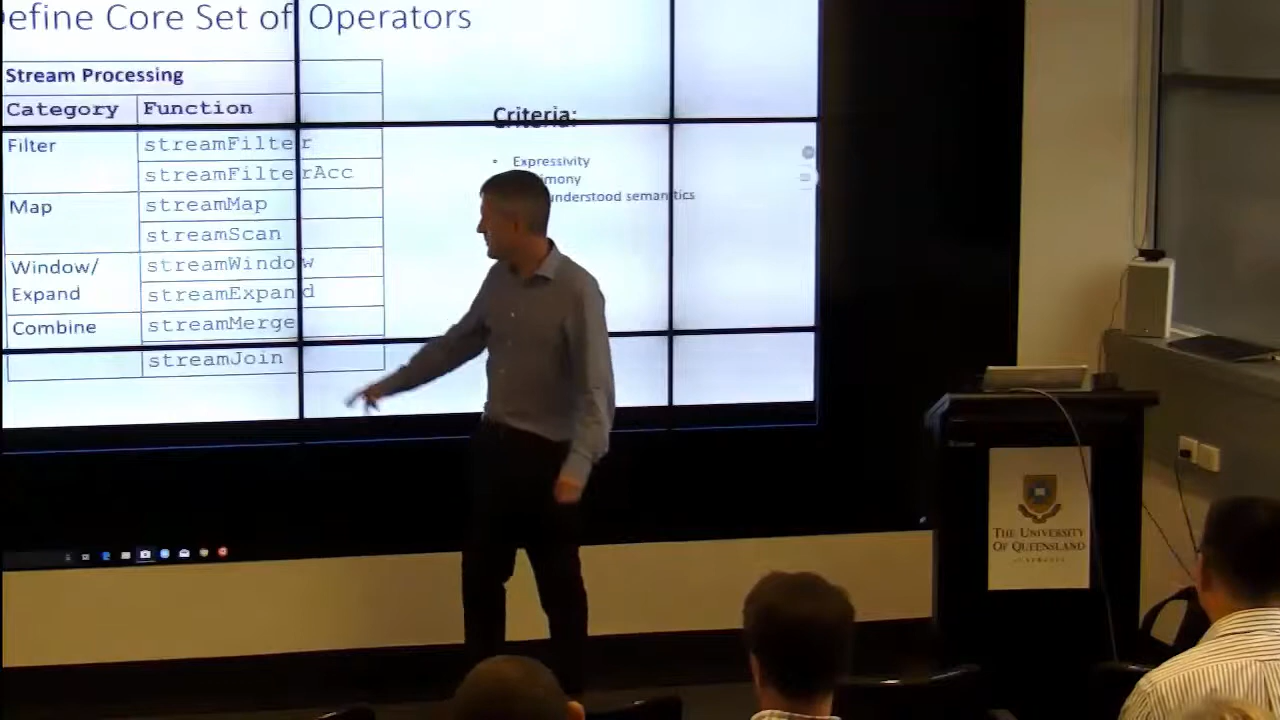 efine Core Set of Operators
Stream Processing
Category Function
Filter streamFilter
streamFilterAcc
Map streamMap
streamScan
Window/ streamWindow
Expand streamExpand
Combine streamMerge
streamJoin
Criteria:
• Expressivity
imony
understood semantics
THE UNIVERSITY
OF QUEENSLAND